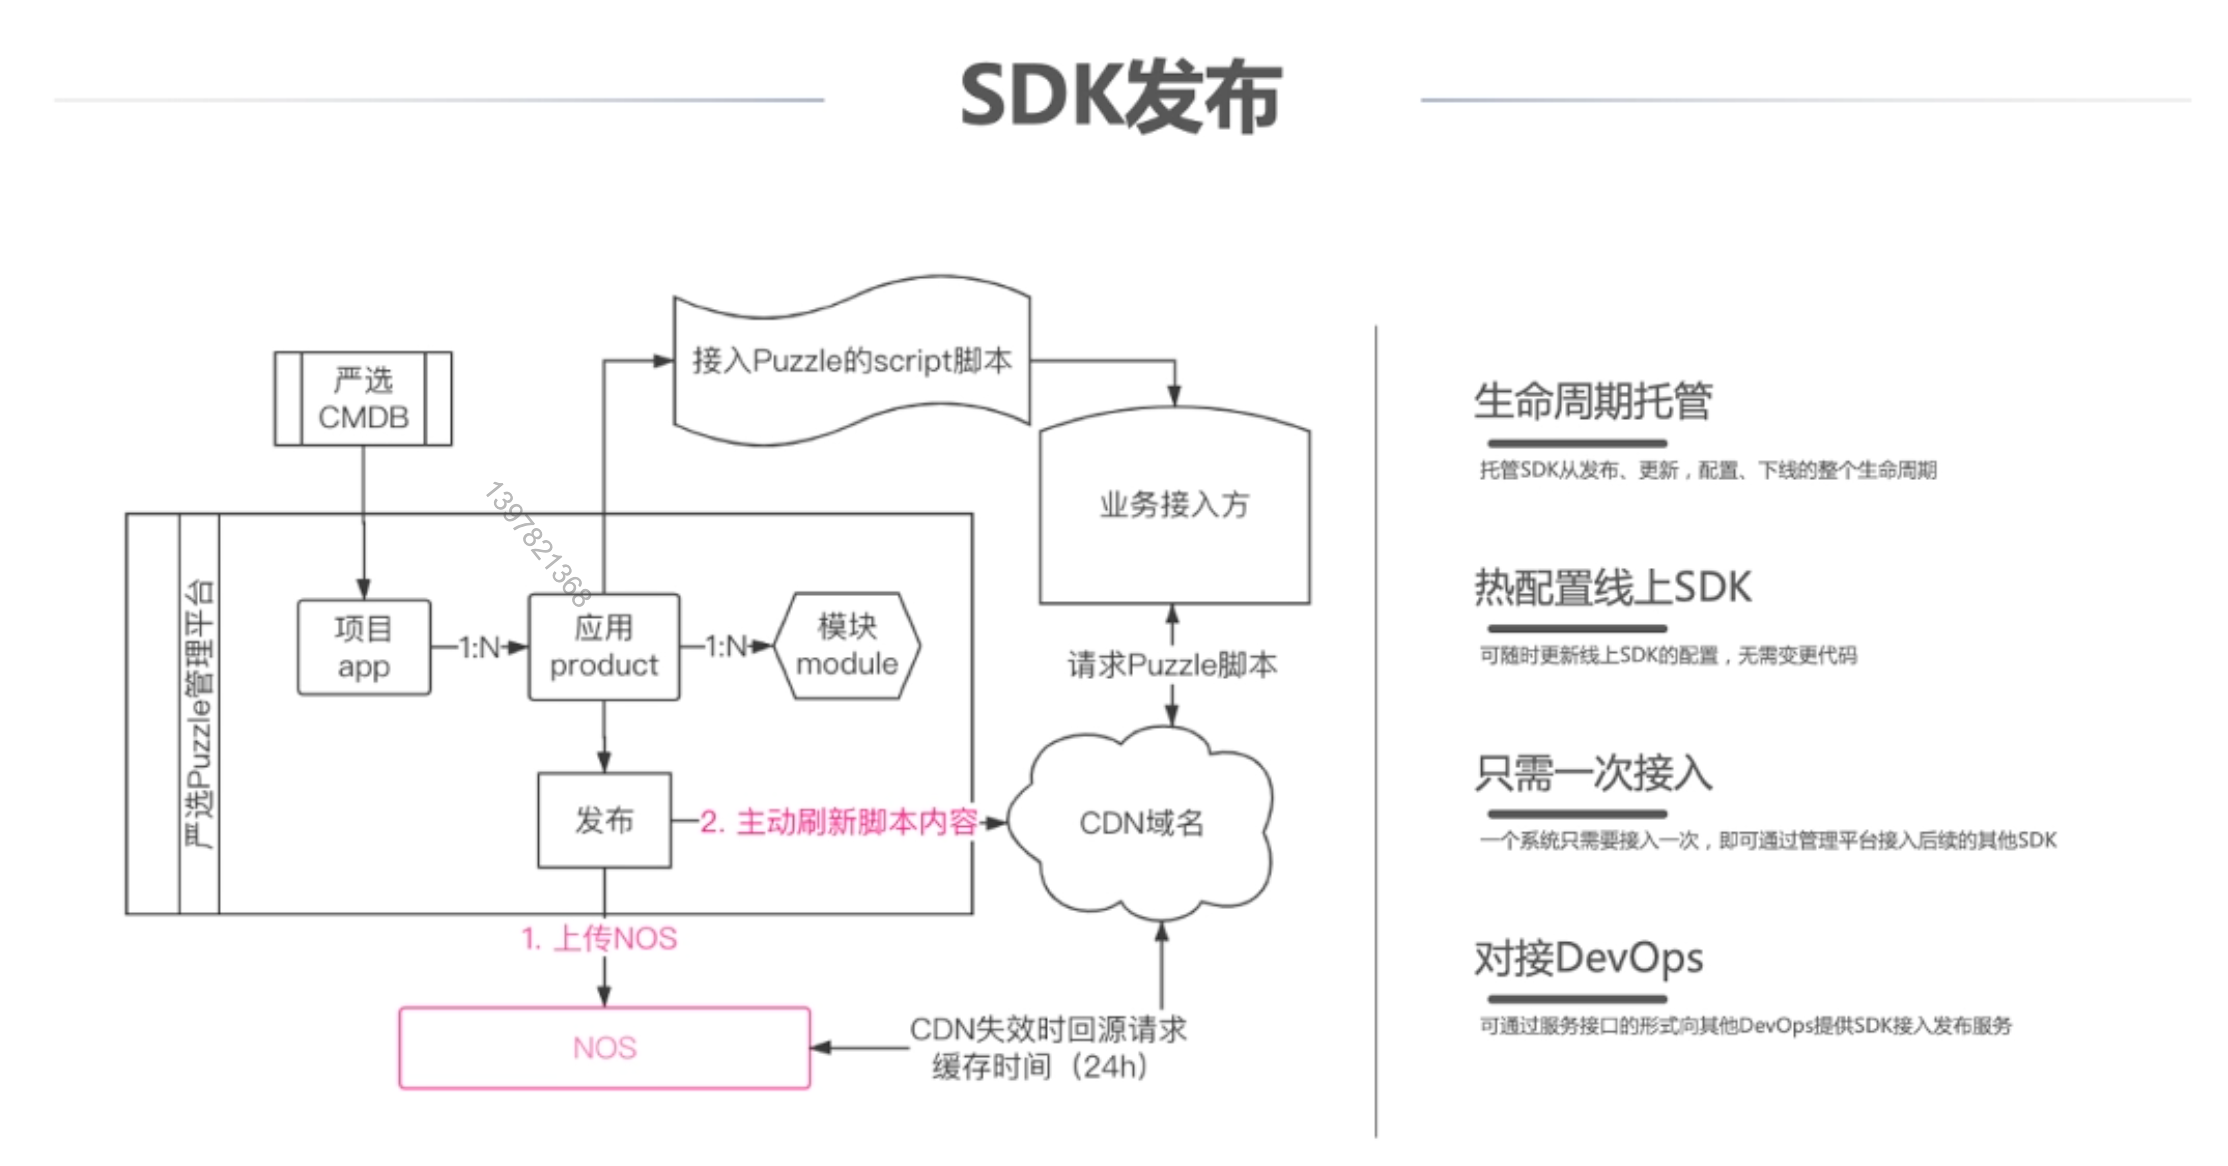 SDK发布
接入Puzzle的script脚本
严选
CMDB
业务接入方
1397821368
严选Puzzle管理平台
项目
app
1:N
应用
product
1:N
模块
module
请求Puzzle脚本
发布
2. 主动刷新脚本内容
CDN域名
1. 上传NOS
NOS
CDN失效时回源请求
缓存时间（24h）
生命周期托管
托管SDK从发布、更新，配置、下线的整个生命周期
热配置线上SDK
可随时更新线上SDK的配置，无需变更代码
只需一次接入
一个系统只需要接入一次，即可通过管理平台接入后续的其他SDK
对接DevOps
可通过服务接口的形式向其他DevOps提供SDK接入发布服务